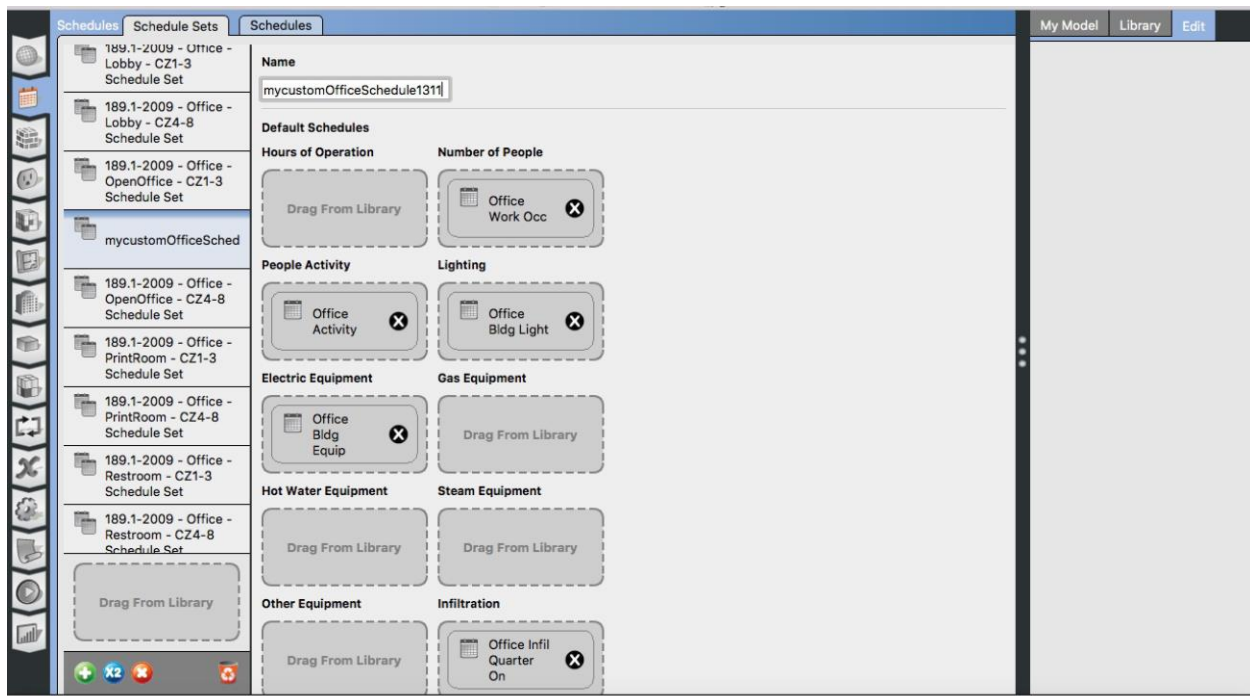 Schedules Schedule Sets Schedules
My Model Library Edit
189.1-2009 - Office -
Lobby - CZ1-3
Schedule Set
189.1-2009 - Office -
Lobby - CZ4-8
Schedule Set
189.1-2009 - Office -
OpenOffice - CZ1-3
Schedule Set
mycustomOfficeSched
189.1-2009 - Office -
OpenOffice - CZ4-8
Schedule Set
189.1-2009 - Office -
PrintRoom - CZ1-3
Schedule Set
189.1-2009 - Office -
PrintRoom - CZ4-8
Schedule Set
189.1-2009 - Office -
Restroom - CZ1-3
Schedule Set
189.1-2009 - Office -
Restroom - CZ4-8
Schedule Set
Drag From Library
X2
Name
mycustomOfficeSchedule1311
Default Schedules
Hours of Operation
Drag From Library
Number of People
Office
Work Occ
People Activity
Office
Activity
Lighting
Office
Bldg Light
Electric Equipment
Office
Bldg
Equip
Gas Equipment
Drag From Library
Hot Water Equipment
Drag From Library
Steam Equipment
Drag From Library
Other Equipment
Drag From Library
Infiltration
Office Infil
Quarter
On